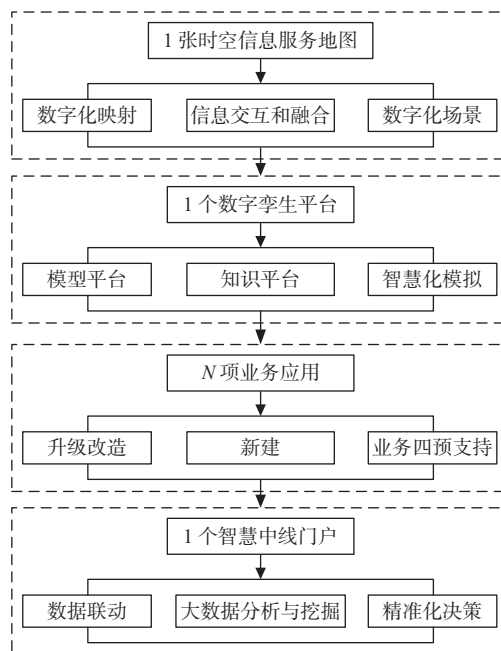 1 张时空信息服务地图
数字化映射
信息交互和融合
数字化场景
1 个数字孪生平台
模型平台
知识平台
智慧化模拟
N 项业务应用
升级改造
新建
业务四预支持
1 个智慧中线门户
数据联动
大数据分析与挖掘
精准化决策